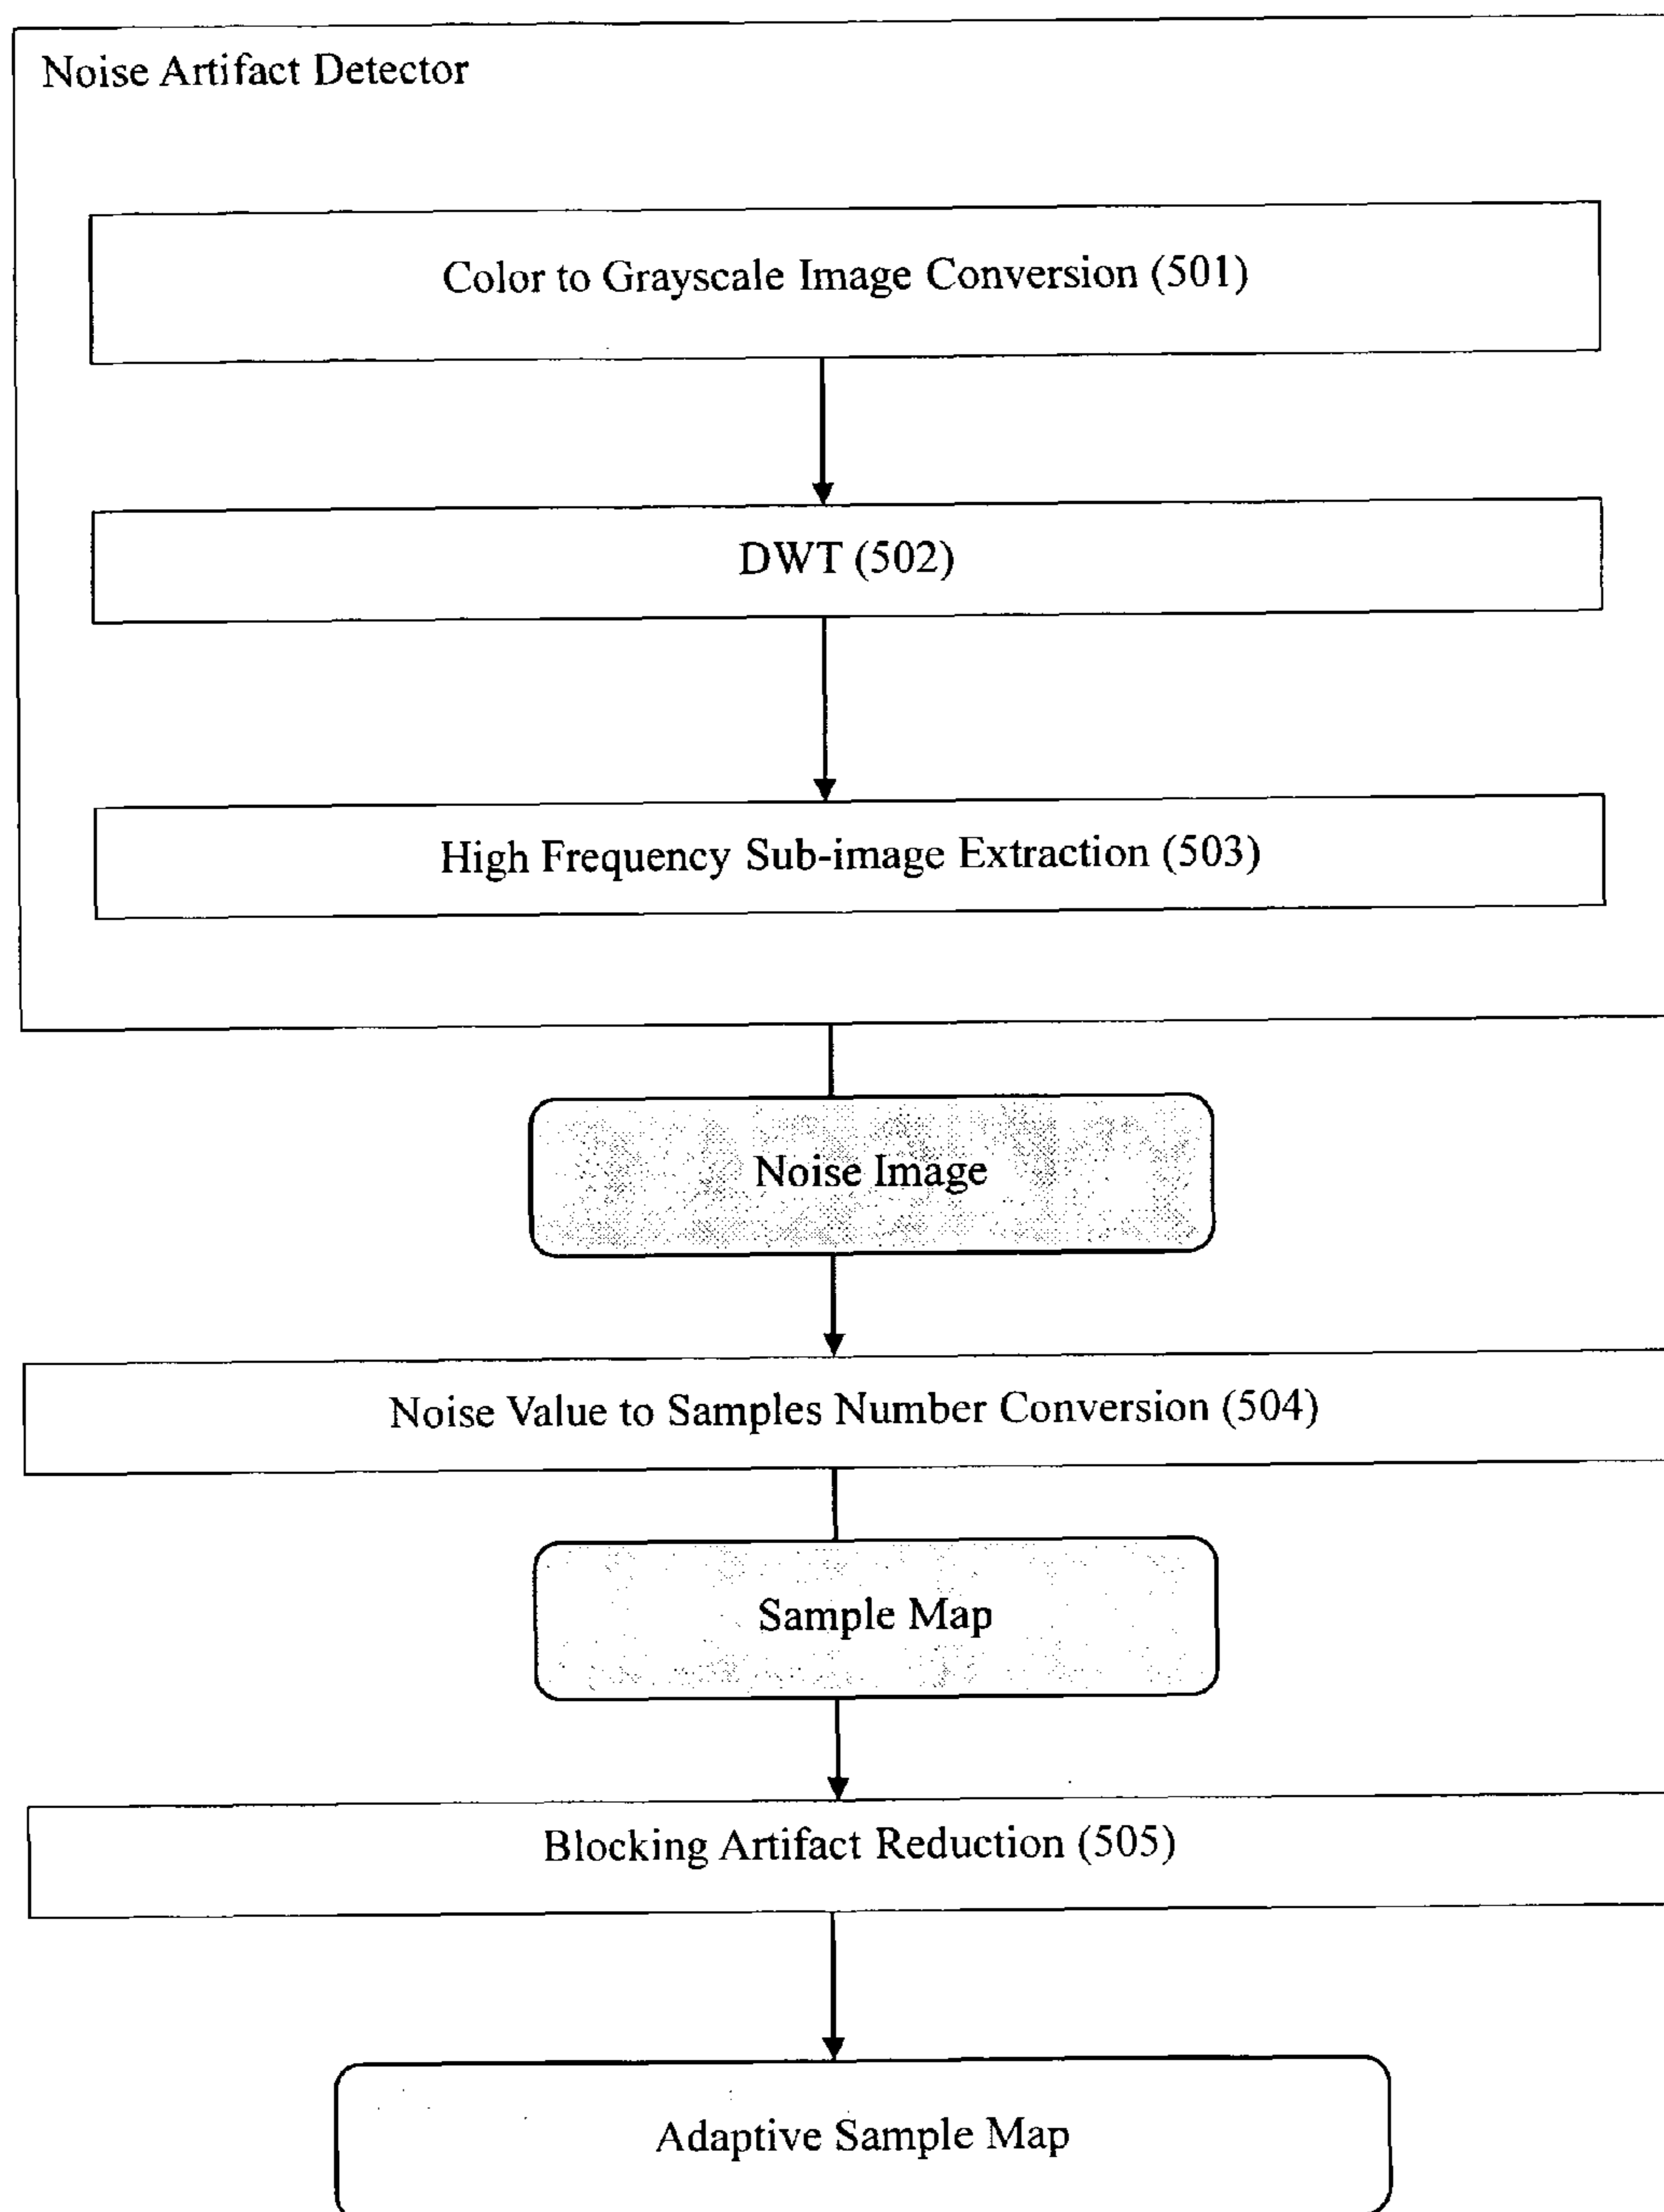 Noise Artifact Detector
Color to Grayscale Image Conversion (501)
DWT (502)
High Frequency Sub-image Extraction (503)
Noise Image
Noise Value to Samples Number Conversion (504)
Sample Map
Blocking Artifact Reduction (505)
Adaptive Sample Map